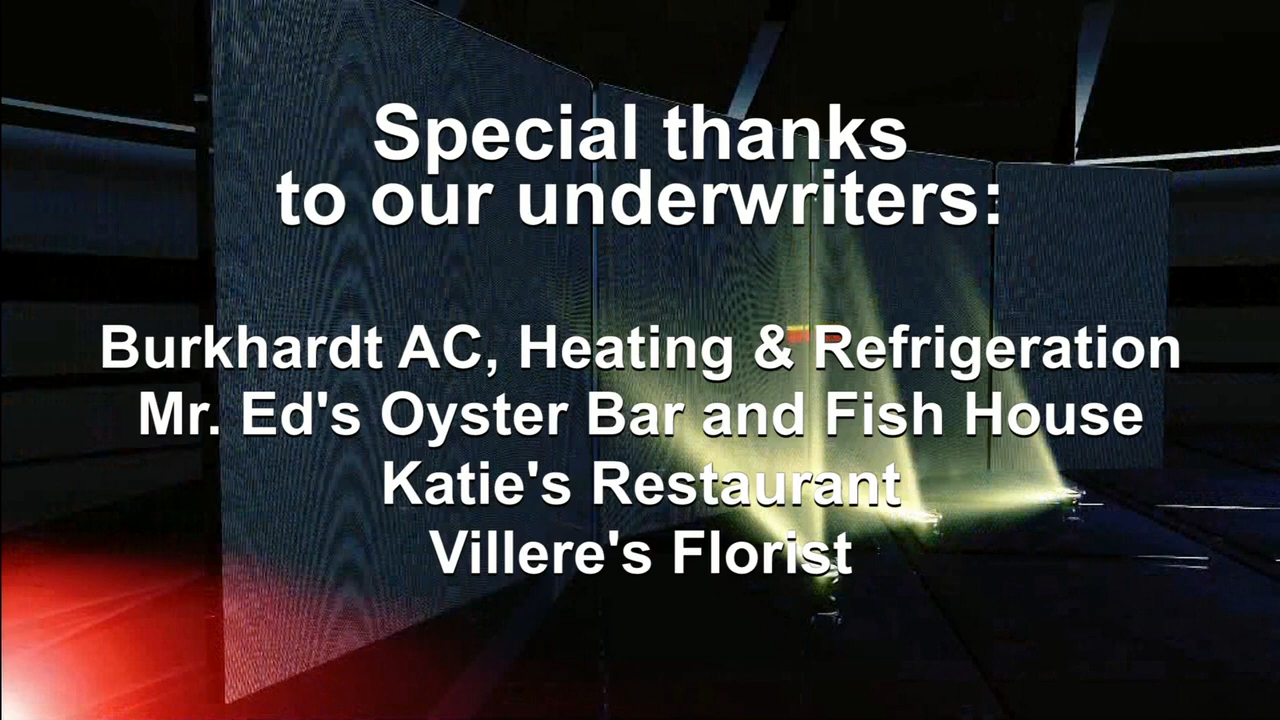 Special thanks
to our underwriters:
Burkhardt AC, Heating & Refrigeration
Mr. Ed's Oyster Bar and Fish House
Katie's Restaurant
Villere's Florist